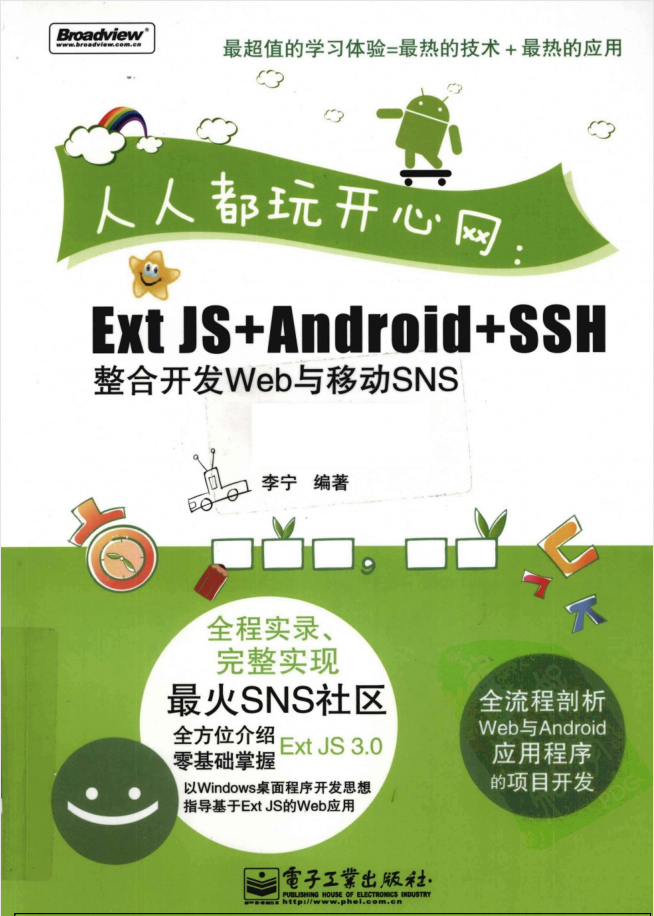 Broadview®
www.broadview.com.cn
最超值的学习体验=最热的技术+最热的应用
人人都玩开心网：
Ext JS+Android+SSH
整合开发Web与移动SNS
李宁 编著
全程实录、
完整实现
最火SNS社区
全方位介绍
零基础掌握
Ext JS 3.0
以Windows桌面程序开发思想
指导基于Ext JS的Web应用
全流程剖析
Web与Android
应用程序
的项目开发
電子工業出版社·
PUBLISHING HOUSE OF ELECTRONICS INDUSTRY
http://www.phei.com.cn